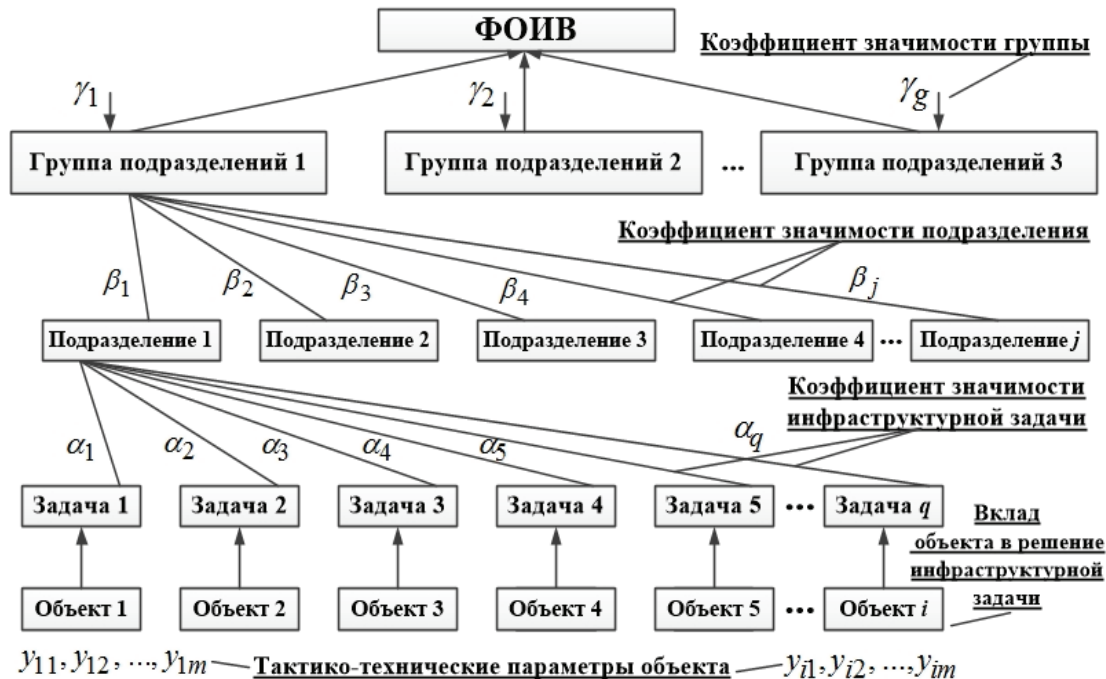 ФОИВ
Коэффициент значимости группы
γ1
γ2
γg
Группа подразделений 1
Группа подразделений 2
...
Группа подразделений 3
Коэффициент значимости подразделения
β1
β2
β3
β4
βj
Подразделение 1
Подразделение 2
Подразделение 3
Подразделение 4
...
Подразделение j
Коэффициент значимости
инфраструктурной задачи
α1
α2
α3
α4
α5
αq
Задача 1
Задача 2
Задача 3
Задача 4
Задача 5
...
Задача q
Вклад
объекта в решение
инфраструктурной
задачи
Объект 1
Объект 2
Объект 3
Объект 4
Объект 5
...
Объект i
y11, y12, ..., y1m
Тактико-технические параметры объекта
yi1, yi2, ..., yim